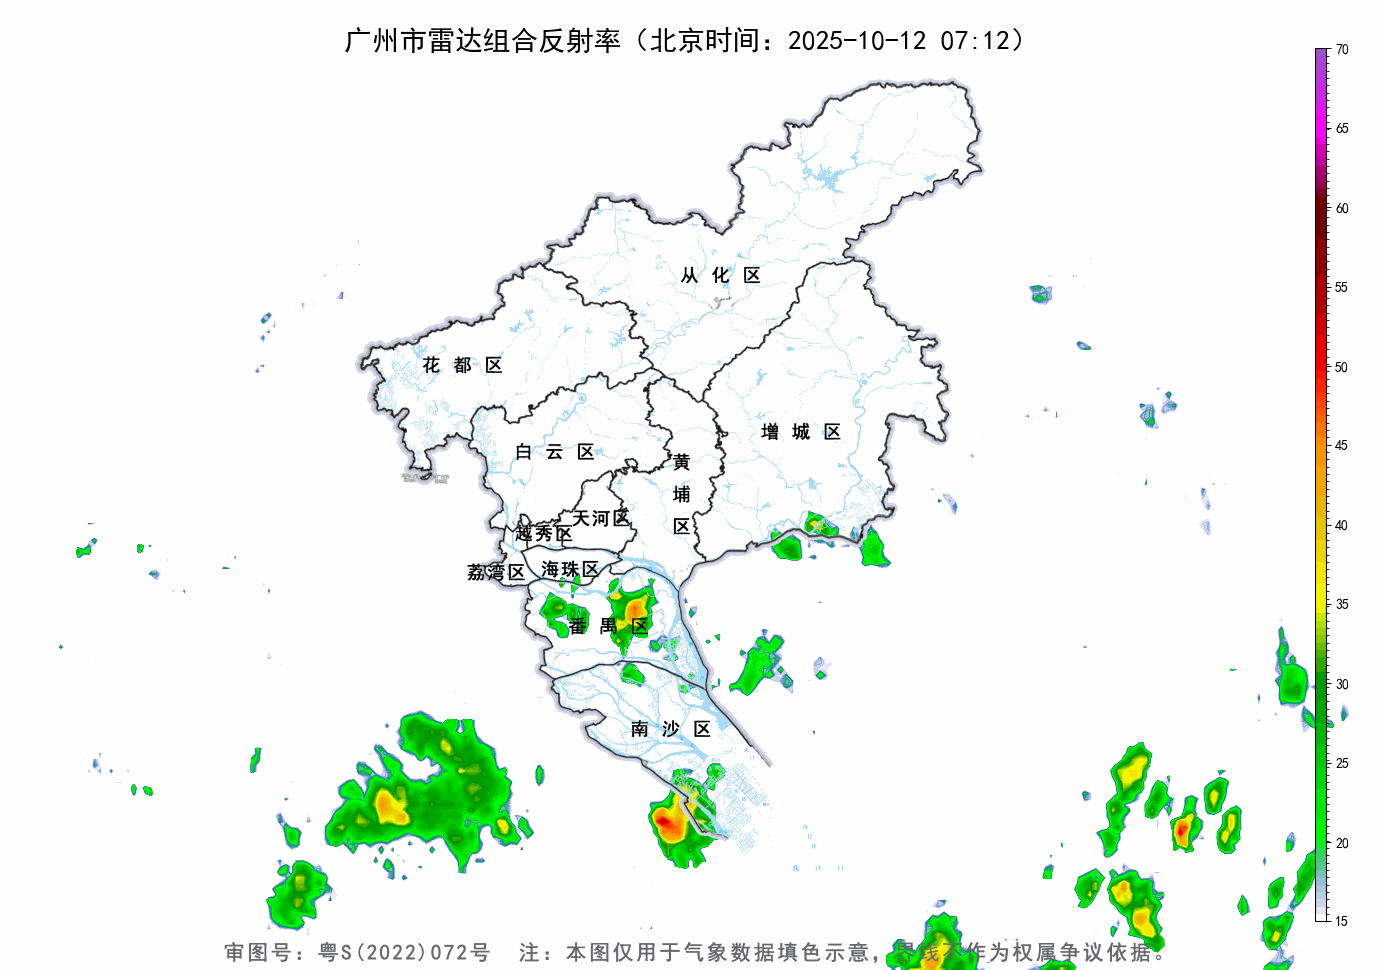 广州市雷达组合反射率（北京时间：2025-10-12 07:12）
70
65
60
55
50
45
40
35
30
25
20
15
从化区
花都区
增城区
白云区
黄埔区
天河区
越秀区
海珠区
荔湾区
番禺区
南沙区
审图号：粤S(2022)072号 注：本图仅用于气象数据填色示意，界线不作为权属争议依据。